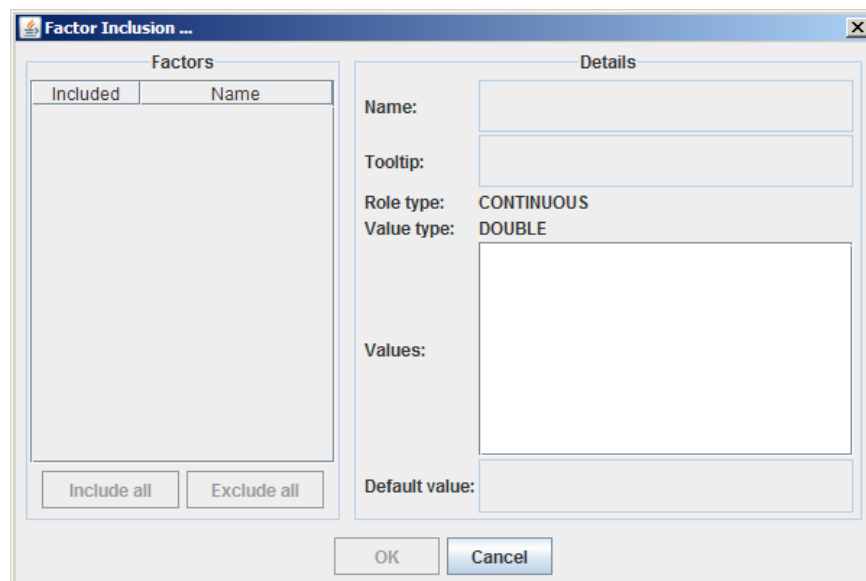 Factor Inclusion ...
Factors
Included Name
Include all Exclude all
Details
Name:
Tooltip:
Role type: CONTINUOUS
Value type: DOUBLE
Values:
Default value:
OK Cancel